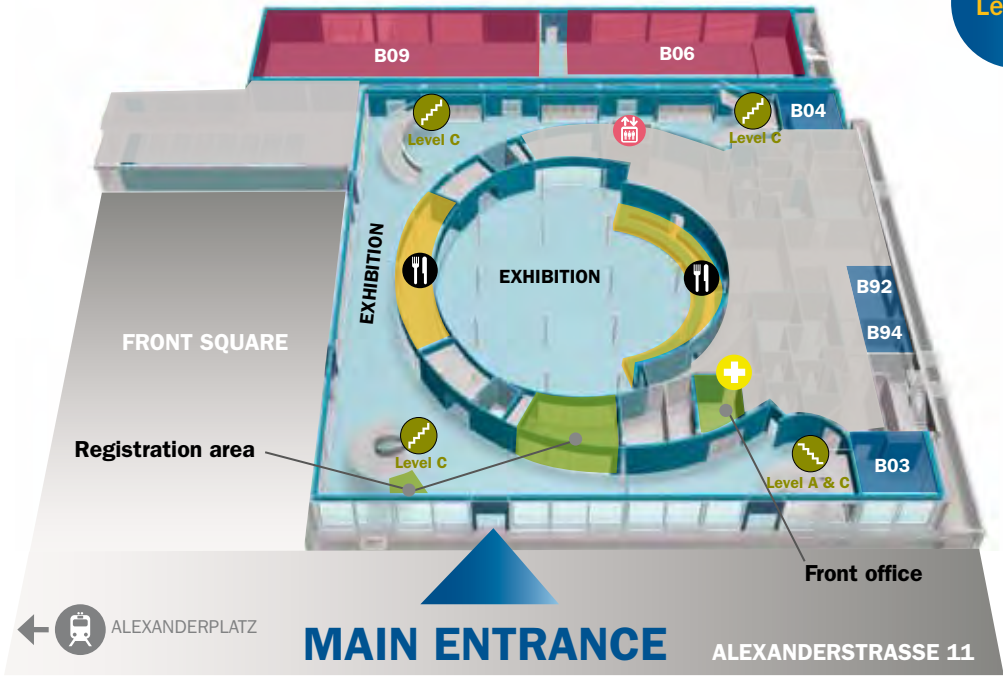 Le
B09
B06
B04
Level C
Level C
EXHIBITION
EXHIBITION
B92
B94
FRONT SQUARE
Registration area
Level C
Level A & C
B03
Front office
ALEXANDERPLATZ
MAIN ENTRANCE
ALEXANDERSTRASSE 11